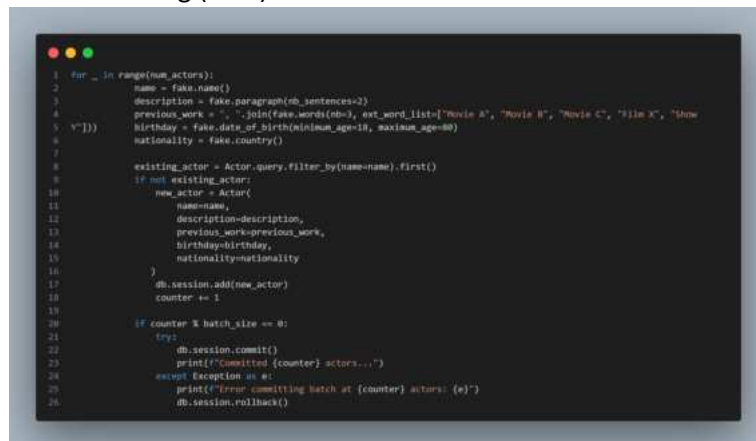 1 for _ in range(num_actors):
2 name = fake.name()
3 description = fake.paragraph(nb_sentences=2)
4 previous_work = ", ".join(fake.words(nb=3, ext_word_list=["Movie A", "Movie B", "Movie C", "Film X", "Show
5 Y"])) birthday = fake.date_of_birth(minimum_age=18, maximum_age=80)
6 nationality = fake.country()
7
8 existing_actor = Actor.query.filter_by(name=name).first()
9 if not existing_actor:
10 new_actor = Actor(
11 name=name,
12 description=description,
13 previous_work=previous_work,
14 birthday=birthday,
15 nationality=nationality
16 )
17 db.session.add(new_actor)
18 counter += 1
19
20 if counter % batch_size == 0:
21 try:
22 db.session.commit()
23 print(f"Committed {counter} actors...")
24 except Exception as e:
25 print(f"Error committing batch at {counter} actors: {e}")
26 db.session.rollback()